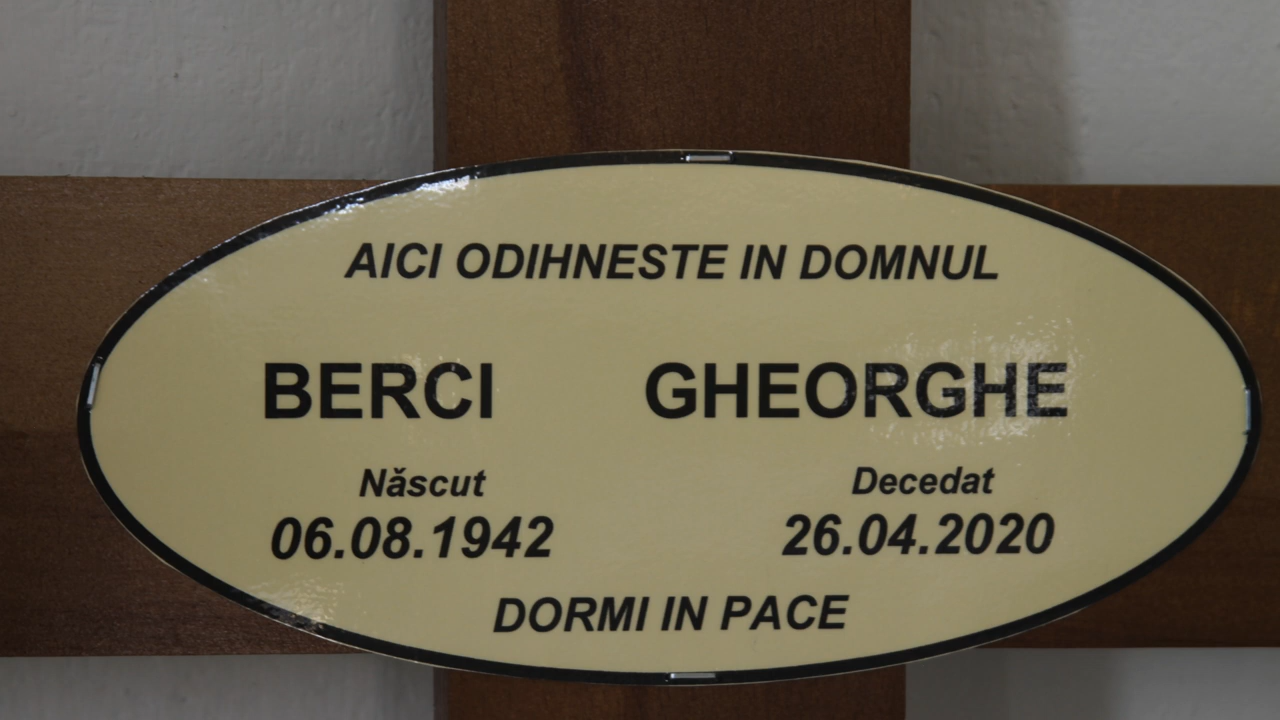 AICI ODIHNESTE IN DOMNUL
BERCI GHEORGHE
Născut Decedat
06.08.1942 26.04.2020
DORMI IN PACE